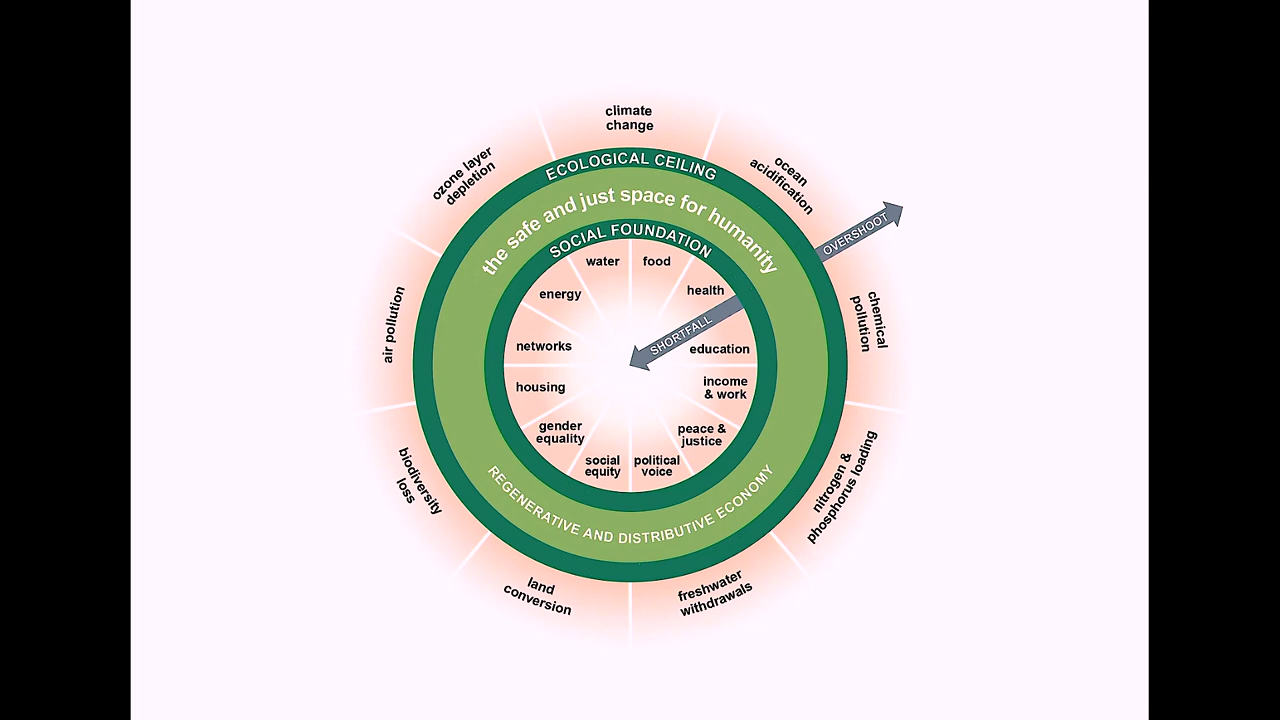 climate
change
ocean
acidification
OVERSHOOT
chemical
pollution
nitrogen &
phosphorus loading
freshwater
withdrawals
land
conversion
biodiversity
loss
air pollution
ozone layer
depletion
ECOLOGICAL CEILING
the safe and just space for humanity
SOCIAL FOUNDATION
water
food
health
SHORTFALL
education
income
& work
peace &
justice
political
voice
social
equity
gender
equality
housing
networks
energy
REGENERATIVE AND DISTRIBUTIVE ECONOMY